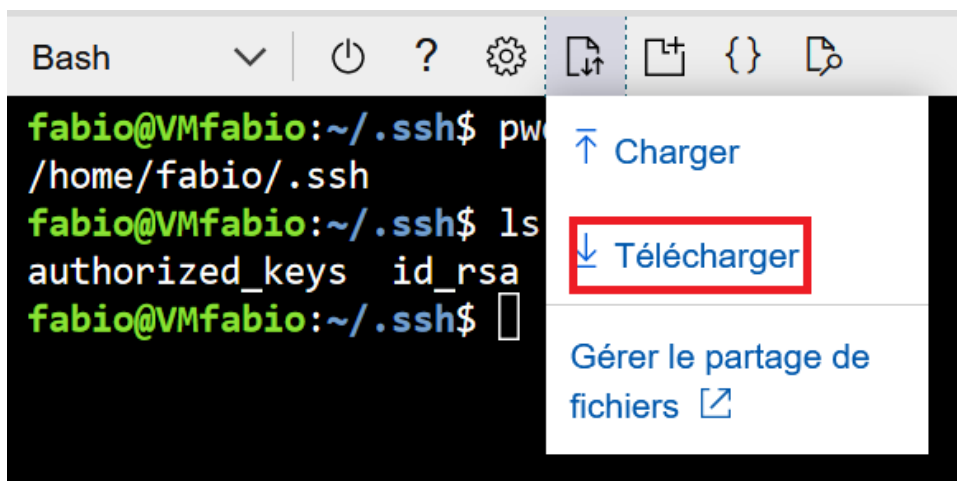 Bash
fabio@VMfabio:~/.ssh$ pw
/home/fabio/.ssh
fabio@VMfabio:~/.ssh$ ls
authorized_keys id_rsa
fabio@VMfabio:~/.ssh$
Charger
Télécharger
Gérer le partage de
fichiers